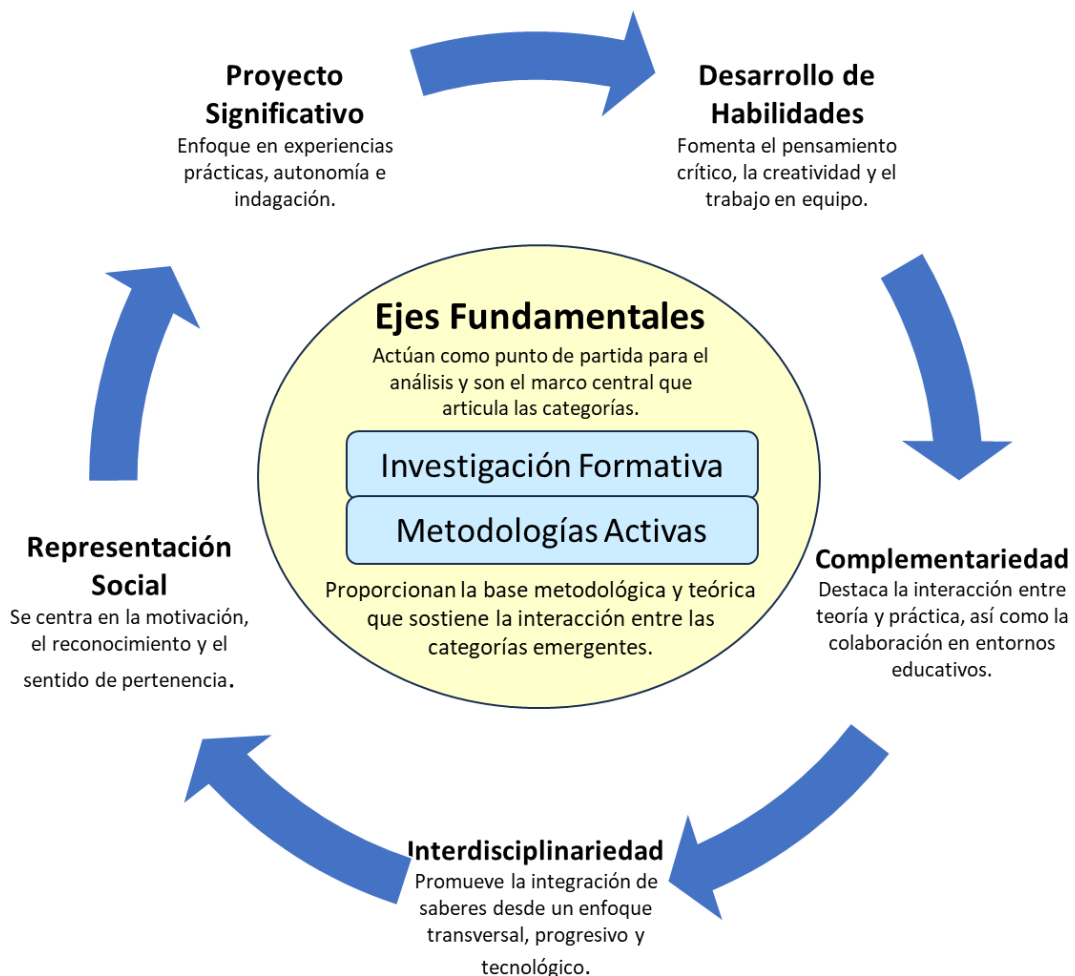 Proyecto
Significativo
Enfoque en experiencias
prácticas, autonomía e
indagación.
Desarrollo de
Habilidades
Fomenta el pensamiento
crítico, la creatividad y el
trabajo en equipo.
Ejes Fundamentales
Actúan como punto de partida para el
análisis y son el marco central que
articula las categorías.
Investigación Formativa
Metodologías Activas
Proporcionan la base metodológica y teórica
que sostiene la interacción entre las
categorías emergentes.
Complementariedad
Destaca la interacción entre
teoría y práctica, así como la
colaboración en entornos
educativos.
Interdisciplinariedad
Promueve la integración de
saberes desde un enfoque
transversal, progresivo y
tecnológico.
Representación
Social
Se centra en la motivación,
el reconocimiento y el
sentido de pertenencia.